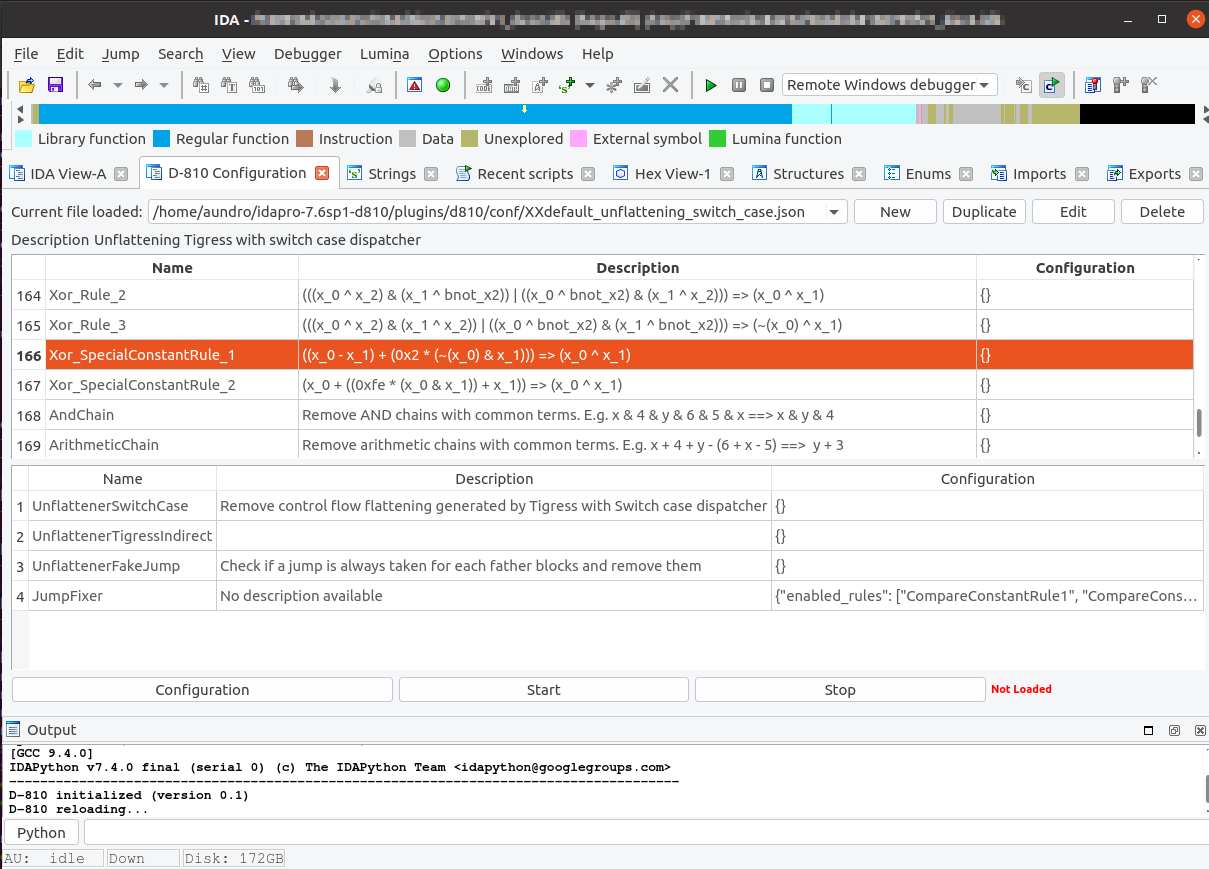 IDA -
File Edit Jump Search View Debugger Lumina Options Windows Help
Remote Windows debugger
Library function Regular function Instruction Data Unexplored External symbol Lumina function
IDA View-A D-810 Configuration Strings Recent scripts Hex View-1 Structures Enums Imports Exports
Current file loaded: /home/aundro/idapro-7.6sp1-d810/plugins/d810/conf/XXdefault_unflattening_switch_case.json New Duplicate Edit Delete
Description Unflattening Tigress with switch case dispatcher
Name Description Configuration
164 Xor_Rule_2 (((x_0 ^ x_2) & (x_1 ^ bnot_x2)) | ((x_0 ^ bnot_x2) & (x_1 ^ x_2))) => (x_0 ^ x_1) {}
165 Xor_Rule_3 (((x_0 ^ x_2) & (x_1 ^ x_2)) | ((x_0 ^ bnot_x2) & (x_1 ^ bnot_x2))) => (~(x_0) ^ x_1) {}
166 Xor_SpecialConstantRule_1 ((x_0 - x_1) + (0x2 * (~(x_0) & x_1))) => (x_0 ^ x_1) {}
167 Xor_SpecialConstantRule_2 (x_0 + ((0xfe * (x_0 & x_1)) + x_1)) => (x_0 ^ x_1) {}
168 AndChain Remove AND chains with common terms. E.g. x & 4 & y & 6 & 5 & x ==> x & y & 4 {}
169 ArithmeticChain Remove arithmetic chains with common terms. E.g. x + 4 + y - (6 + x - 5) ==> y + 3 {}
Name Description Configuration
1 UnflattenerSwitchCase Remove control flow flattening generated by Tigress with Switch case dispatcher {}
2 UnflattenerTigressIndirect {}
3 UnflattenerFakeJump Check if a jump is always taken for each father blocks and remove them {}
4 JumpFixer No description available {"enabled_rules": ["CompareConstantRule1", "CompareCons...
Configuration Start Stop Not Loaded
Output
[GCC 9.4.0]
IDAPython v7.4.0 final (serial 0) (c) The IDAPython Team <idapython@googlegroups.com>
---------------------------------------------------------------------------------------
D-810 initialized (version 0.1)
D-810 reloading...
Python
AU: idle Down Disk: 172GB